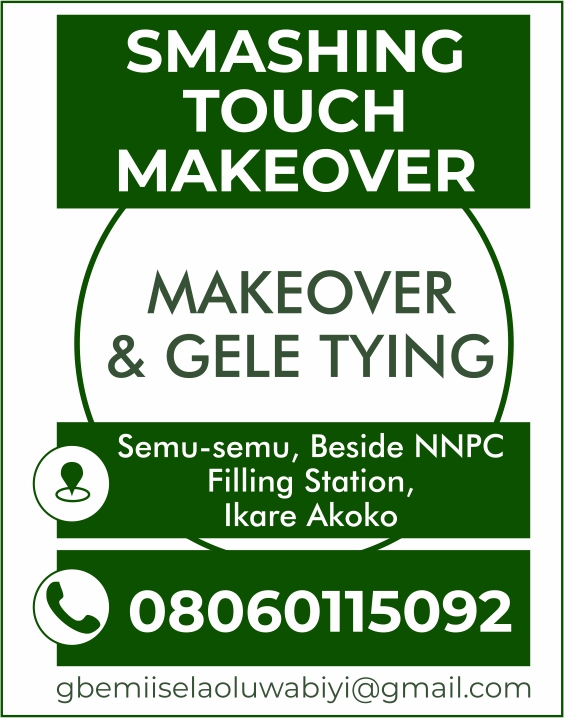 SMASHING
TOUCH
MAKEOVER
MAKEOVER
& GELE TYING
Semu-semu, Beside NNPC
Filling Station,
Ikare Akoko
08060115092
gbemiiselaoluwabiyi@gmail.com